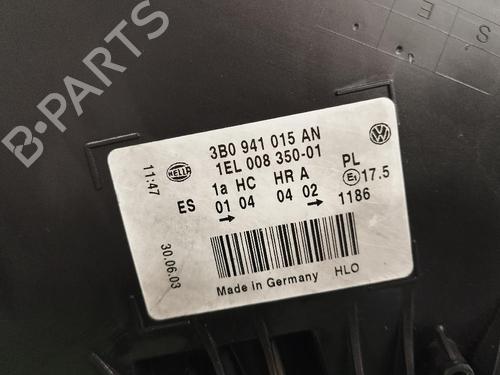 B-PARTS
S E
3B0 941 015 AN
1EL 008 350-01
11:47
HELLA
1a HC HR A PL
ES 01 → 04 04 02 → E1 17.5
1186
30.06.03
Made in Germany HLO